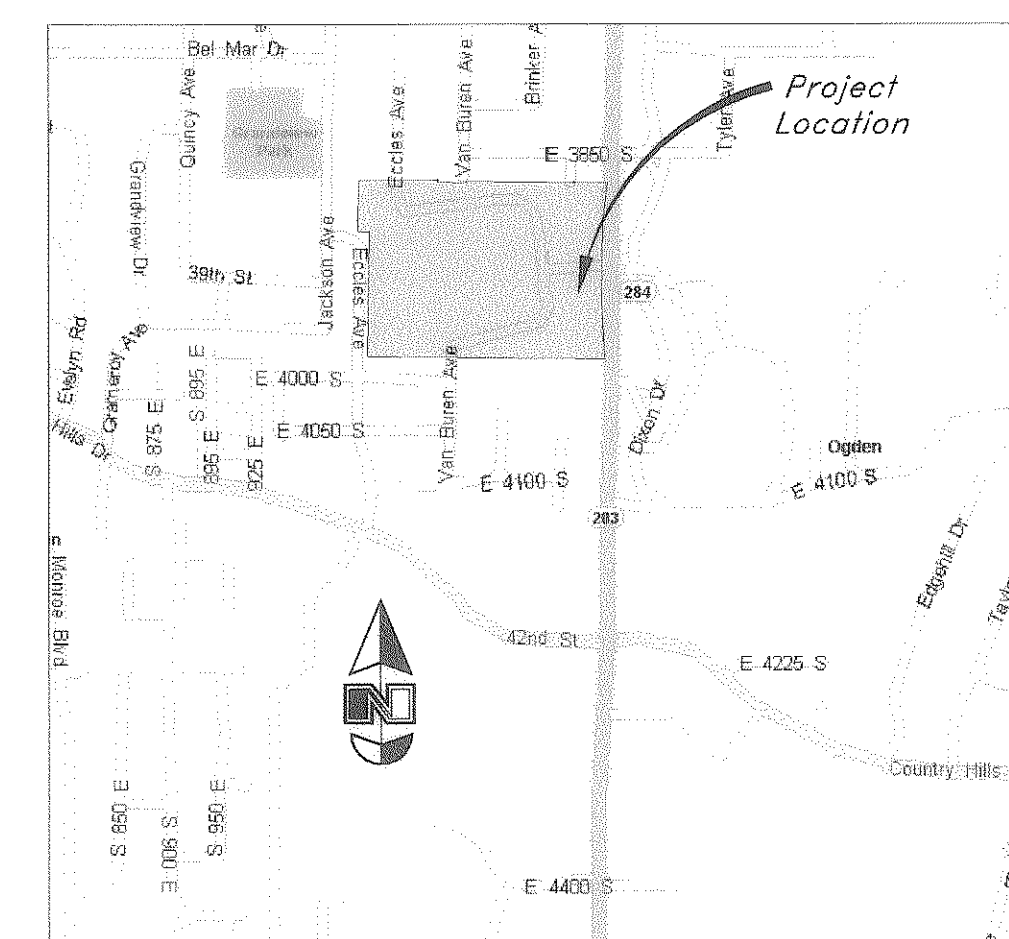 Bel Mar Dr
Quincy Ave
Eccles Ave
Van Buren Ave
Brinker A
Tyler Ave
Project
Location
Park
E 3850 S
Grandview Dr
Jackson Ave
Eccles Ave
39th St
284
Evelyn Rd
Gramercy Ave
S 895 E
E 4000 S
Van Buren Ave
Dixon Dr
S 875 E
895 E
925 E
E 4050 S
Hills Dr
E 4100 S
Ogden
E 4100 S
203
Edgehill Dr
Taylo
E Monroe Blvd
42nd St
E 4225 S
N
Country Hills
S 850 E
S 900 E
S 950 E
E 4400 S